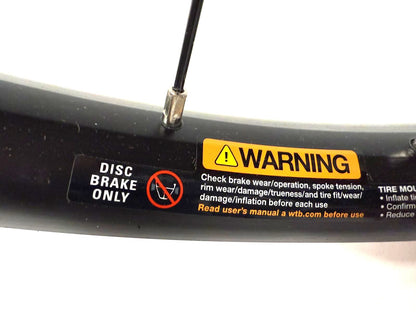 DISC
BRAKE
ONLY
WARNING
Check brake wear/operation, spoke tension,
rim wear/damage/trueness/and tire fit/wear/
damage/inflation before each use
Read user's manual a wtb.com before use
TIRE MOU
• Inflate ti
• Confirm
• Reduce